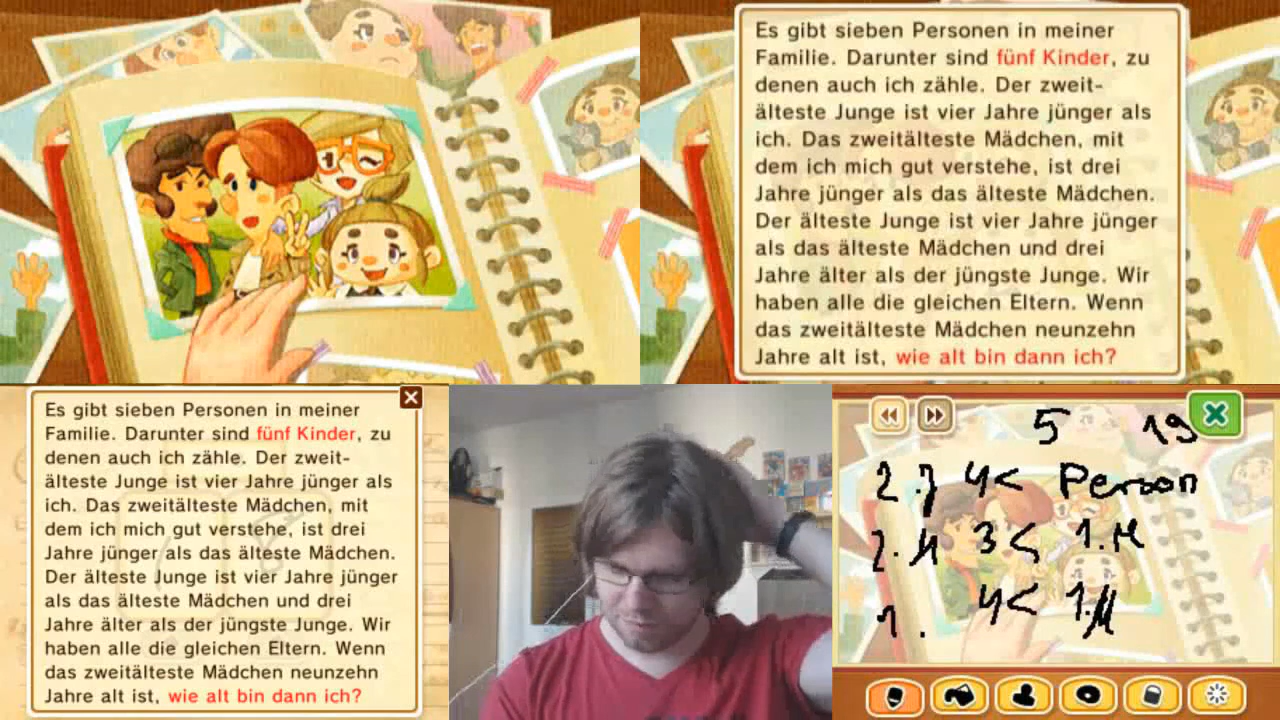 Es gibt sieben Personen in meiner
Familie. Darunter sind fünf Kinder, zu
denen auch ich zähle. Der zweit-
älteste Junge ist vier Jahre jünger als
ich. Das zweitälteste Mädchen, mit
dem ich mich gut verstehe, ist drei
Jahre jünger als das älteste Mädchen.
Der älteste Junge ist vier Jahre jünger
als das älteste Mädchen und drei
Jahre älter als der jüngste Junge. Wir
haben alle die gleichen Eltern. Wenn
das zweitälteste Mädchen neunzehn
Jahre alt ist, wie alt bin dann ich?
Es gibt sieben Personen in meiner
Familie. Darunter sind fünf Kinder, zu
denen auch ich zähle. Der zweit-
älteste Junge ist vier Jahre jünger als
ich. Das zweitälteste Mädchen, mit
dem ich mich gut verstehe, ist drei
Jahre jünger als das älteste Mädchen.
Der älteste Junge ist vier Jahre jünger
als das älteste Mädchen und drei
Jahre älter als der jüngste Junge. Wir
haben alle die gleichen Eltern. Wenn
das zweitälteste Mädchen neunzehn
Jahre alt ist, wie alt bin dann ich?
5 19
2.J 4< Person
2.M 3< 1.M
1. 4< 1.M